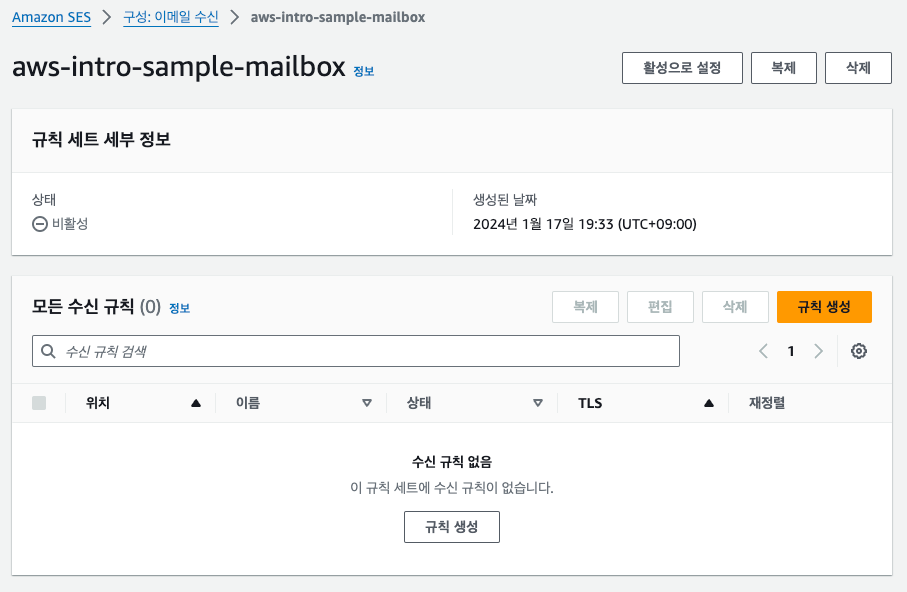 Amazon SES > 구성: 이메일 수신 > aws-intro-sample-mailbox
aws-intro-sample-mailbox 정보
활성으로 설정 복제 삭제
규칙 세트 세부 정보
상태
비활성
생성된 날짜
2024년 1월 17일 19:33 (UTC+09:00)
모든 수신 규칙 (0) 정보
복제 편집 삭제 규칙 생성
수신 규칙 검색
1
위치 이름 상태 TLS 재정렬
수신 규칙 없음
이 규칙 세트에 수신 규칙이 없습니다.
규칙 생성